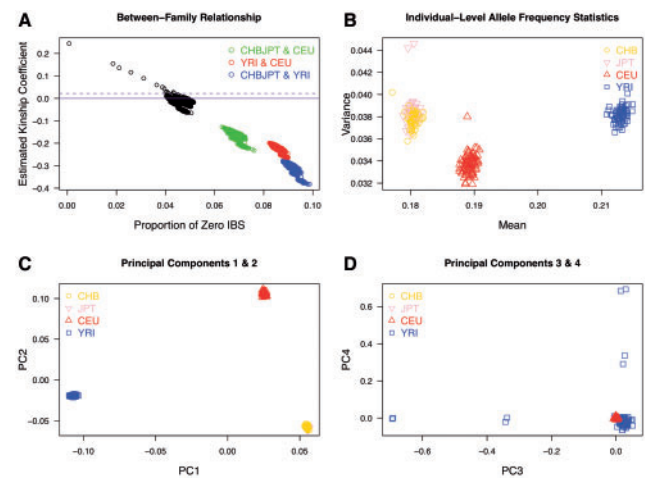 A
Between–Family Relationship
Estimated Kinship Coefficient
0.2
0.1
0.0
−0.1
−0.2
−0.3
−0.4
CHBJPT & CEU
YRI & CEU
CHBJPT & YRI
0.00
0.02
0.04
0.06
0.08
0.10
Proportion of Zero IBS
B
Individual–Level Allele Frequency Statistics
Variance
0.044
0.040
0.036
0.032
CHB
JPT
CEU
YRI
0.18
0.19
0.20
0.21
Mean
C
Principal Components 1 & 2
PC2
0.10
0.05
0.00
−0.05
CHB
JPT
CEU
YRI
−0.10
−0.05
0.00
0.05
PC1
D
Principal Components 3 & 4
PC4
0.6
0.4
0.2
0.0
CHB
JPT
CEU
YRI
−0.6
−0.4
−0.2
0.0
PC3